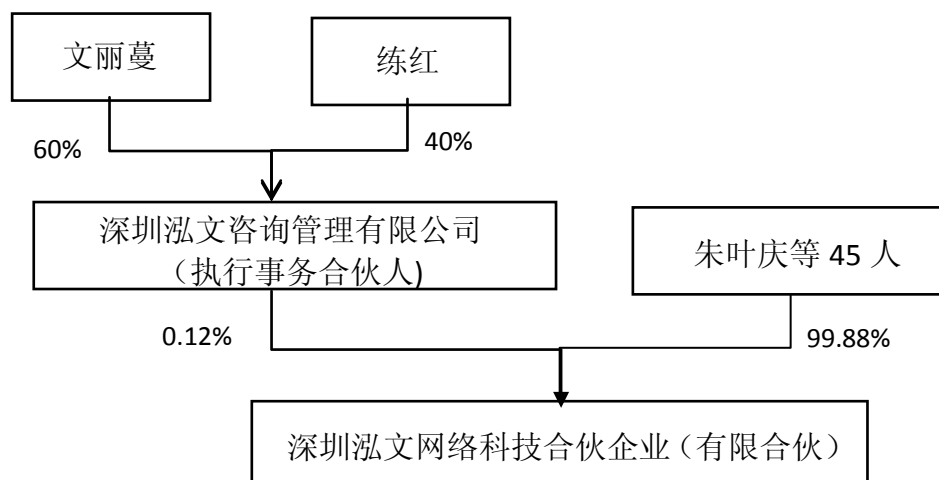 文丽蔓
练红
60%
40%
深圳泓文咨询管理有限公司
（执行事务合伙人)
朱叶庆等 45 人
0.12%
99.88%
深圳泓文网络科技合伙企业（有限合伙）